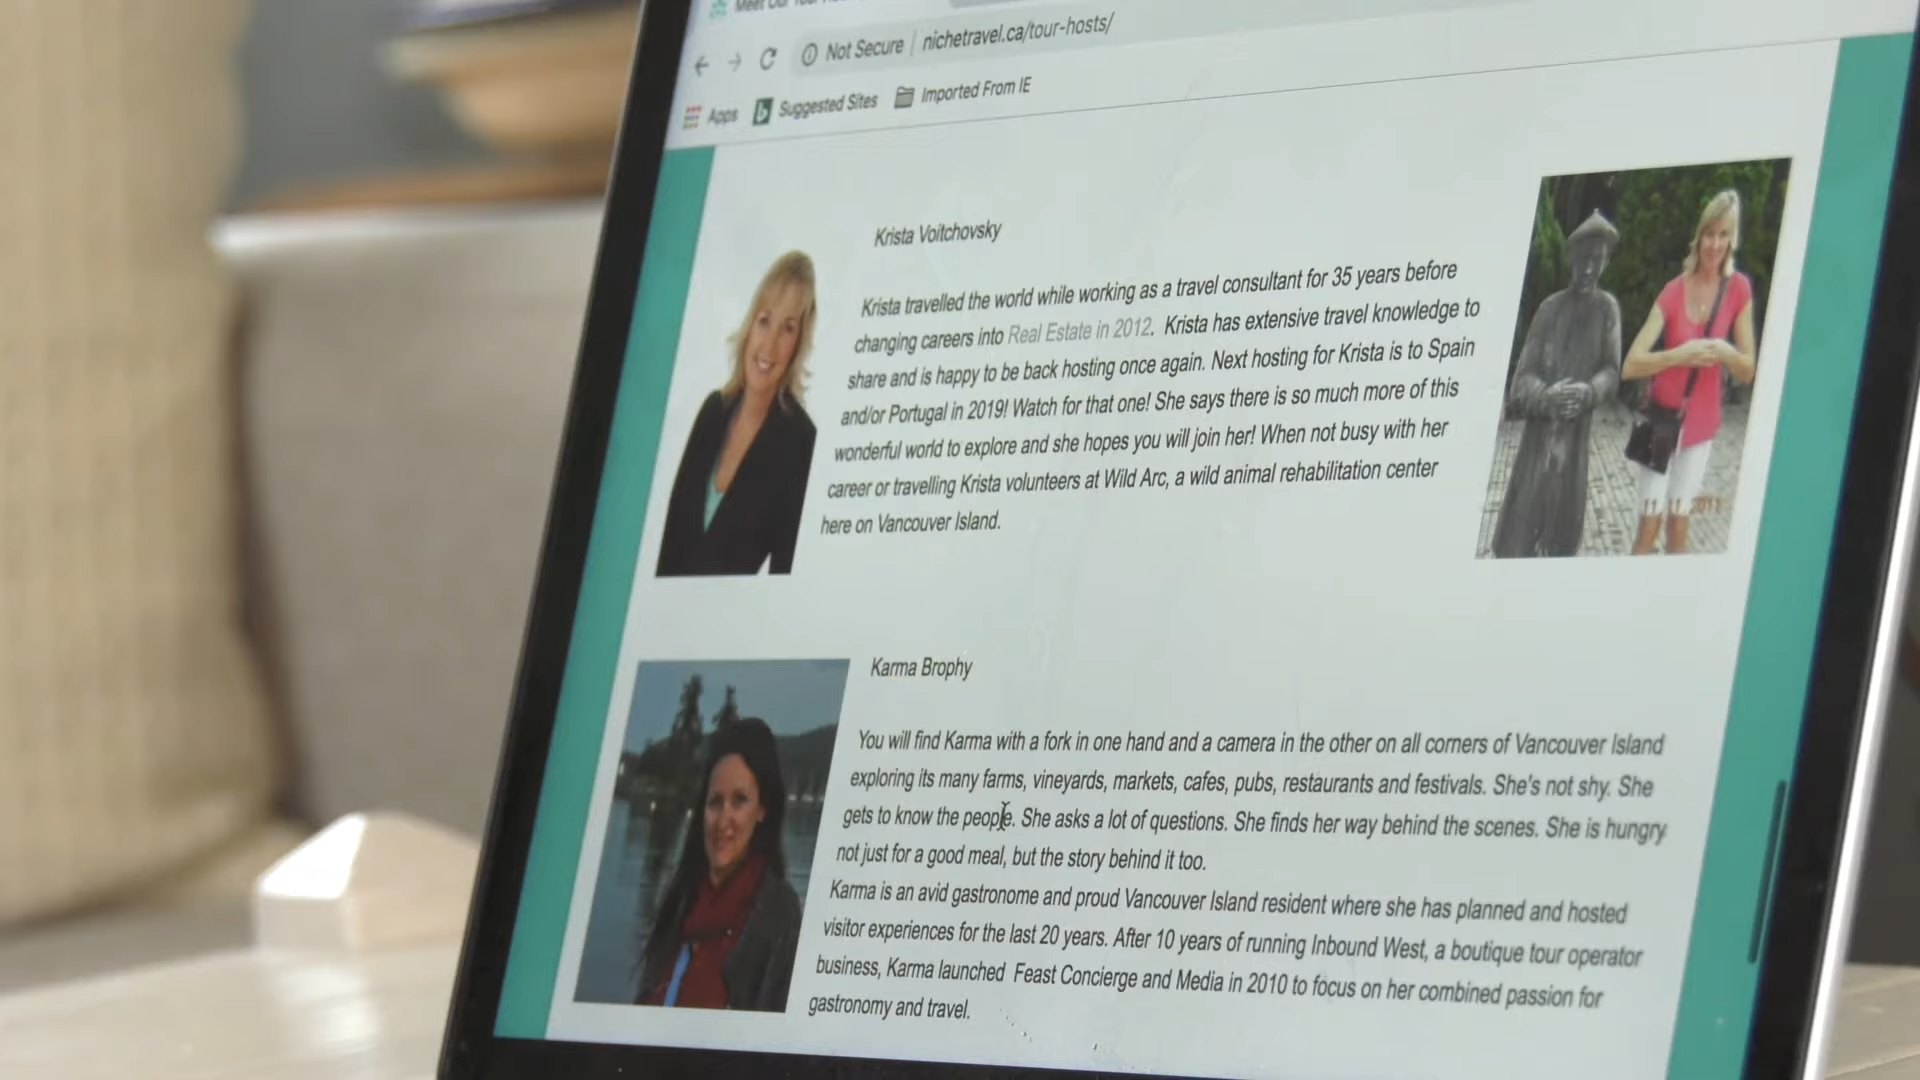 Meet Our Tour
Not Secure | nichetravel.ca/tour-hosts/
Apps Suggested Sites Imported From IE
Krista Voitchovsky
Krista travelled the world while working as a travel consultant for 35 years before
changing careers into Real Estate in 2012. Krista has extensive travel knowledge to
share and is happy to be back hosting once again. Next hosting for Krista is to Spain
and/or Portugal in 2019! Watch for that one! She says there is so much more of this
wonderful world to explore and she hopes you will join her! When not busy with her
career or travelling Krista volunteers at Wild Arc, a wild animal rehabilitation center
here on Vancouver Island.
11.11.2011
Karma Brophy
You will find Karma with a fork in one hand and a camera in the other on all corners of Vancouver Island
exploring its many farms, vineyards, markets, cafes, pubs, restaurants and festivals. She's not shy. She
gets to know the people. She asks a lot of questions. She finds her way behind the scenes. She is hungry
not just for a good meal, but the story behind it too.
Karma is an avid gastronome and proud Vancouver Island resident where she has planned and hosted
visitor experiences for the last 20 years. After 10 years of running Inbound West, a boutique tour operator
business, Karma launched Feast Concierge and Media in 2010 to focus on her combined passion for
gastronomy and travel.